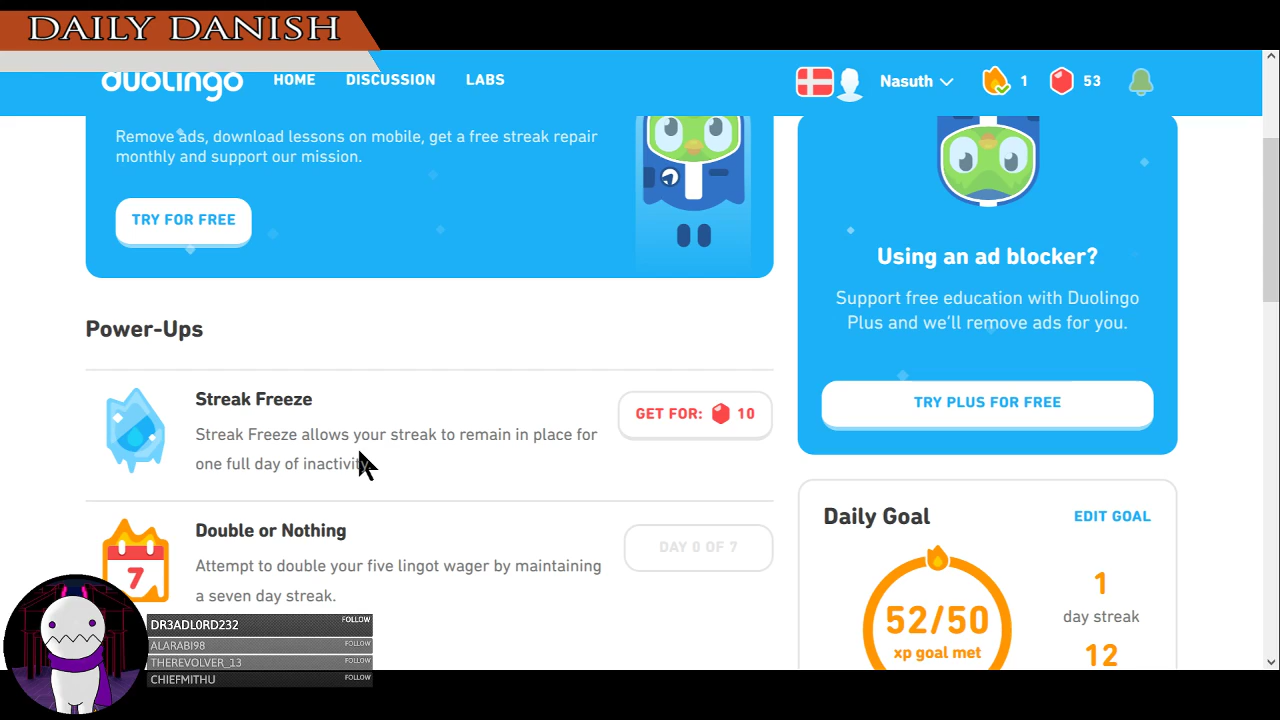 DAILY DANISH
duolingo
HOME
DISCUSSION
LABS
Nasuth
1
53
Remove ads, download lessons on mobile, get a free streak repair
monthly and support our mission.
TRY FOR FREE
Using an ad blocker?
Support free education with Duolingo
Plus and we'll remove ads for you.
TRY PLUS FOR FREE
Power-Ups
Streak Freeze
Streak Freeze allows your streak to remain in place for
one full day of inactivity
GET FOR: 10
Double or Nothing
Attempt to double your five lingot wager by maintaining
a seven day streak.
DAY 0 OF 7
7
Daily Goal
EDIT GOAL
52/50
xp goal met
1
day streak
12
DR3ADL0RD232 FOLLOW
ALARABI98 FOLLOW
THEREVOLVER_13 FOLLOW
CHIEFMITHU FOLLOW